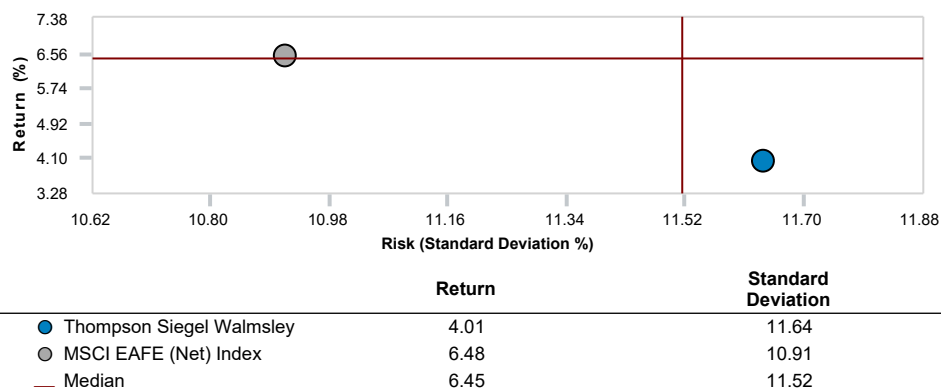 7.38
6.56
5.74
4.92
4.10
3.28
Return (%)
10.62 10.80 10.98 11.16 11.34 11.52 11.70 11.88
Risk (Standard Deviation %)
Return Standard
Deviation
Thompson Siegel Walmsley 4.01 11.64
MSCI EAFE (Net) Index 6.48 10.91
Median 6.45 11.52